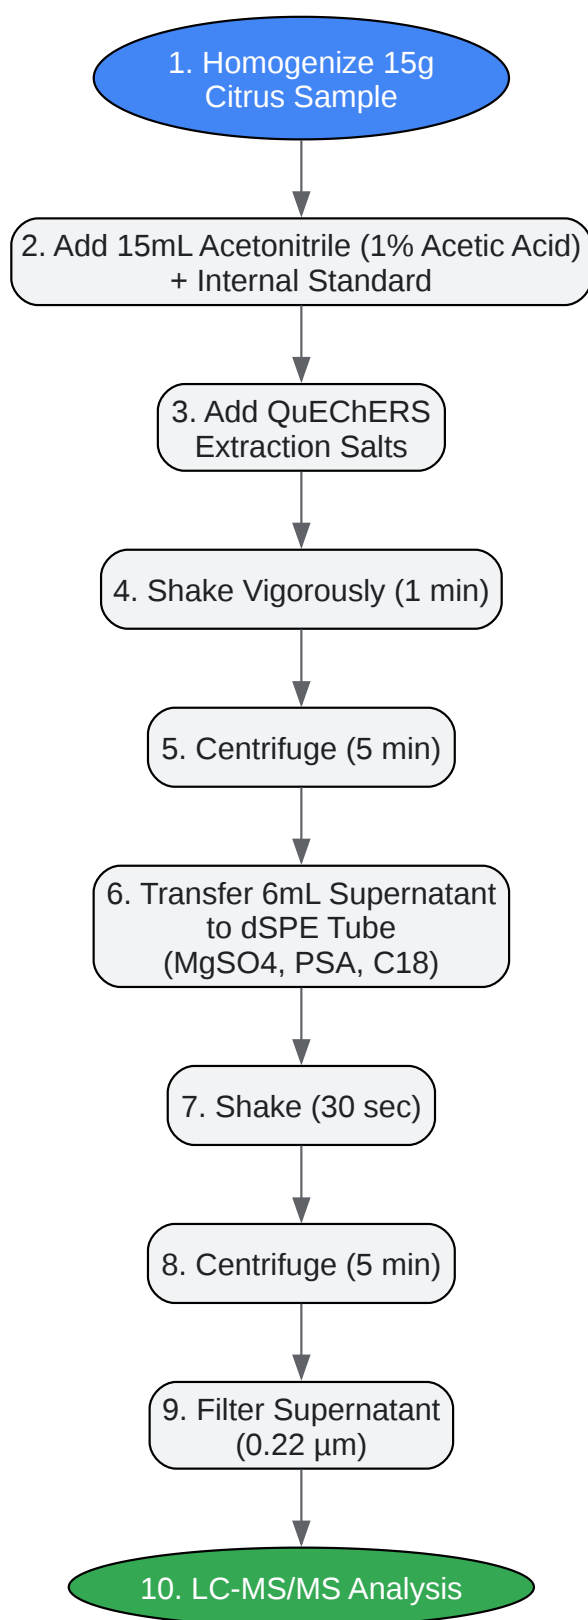 1. Homogenize 15g
Citrus Sample
2. Add 15mL Acetonitrile (1% Acetic Acid)
+ Internal Standard
3. Add QuEChERS
Extraction Salts
4. Shake Vigorously (1 min)
5. Centrifuge (5 min)
6. Transfer 6mL Supernatant
to dSPE Tube
(MgSO4, PSA, C18)
7. Shake (30 sec)
8. Centrifuge (5 min)
9. Filter Supernatant
(0.22 µm)
10. LC-MS/MS Analysis